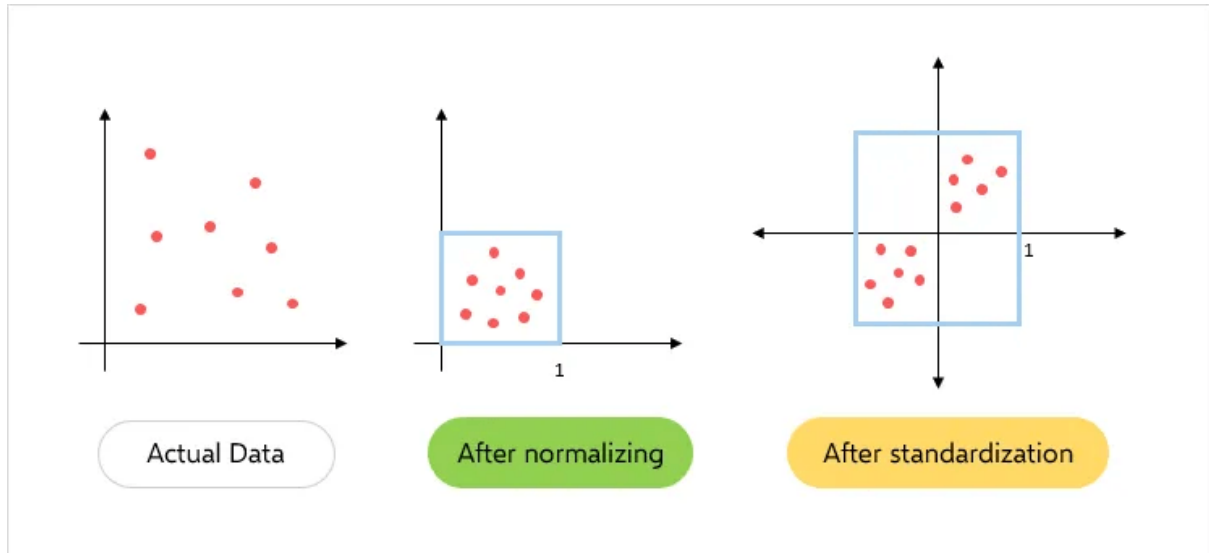 1
1
Actual Data
After normalizing
After standardization